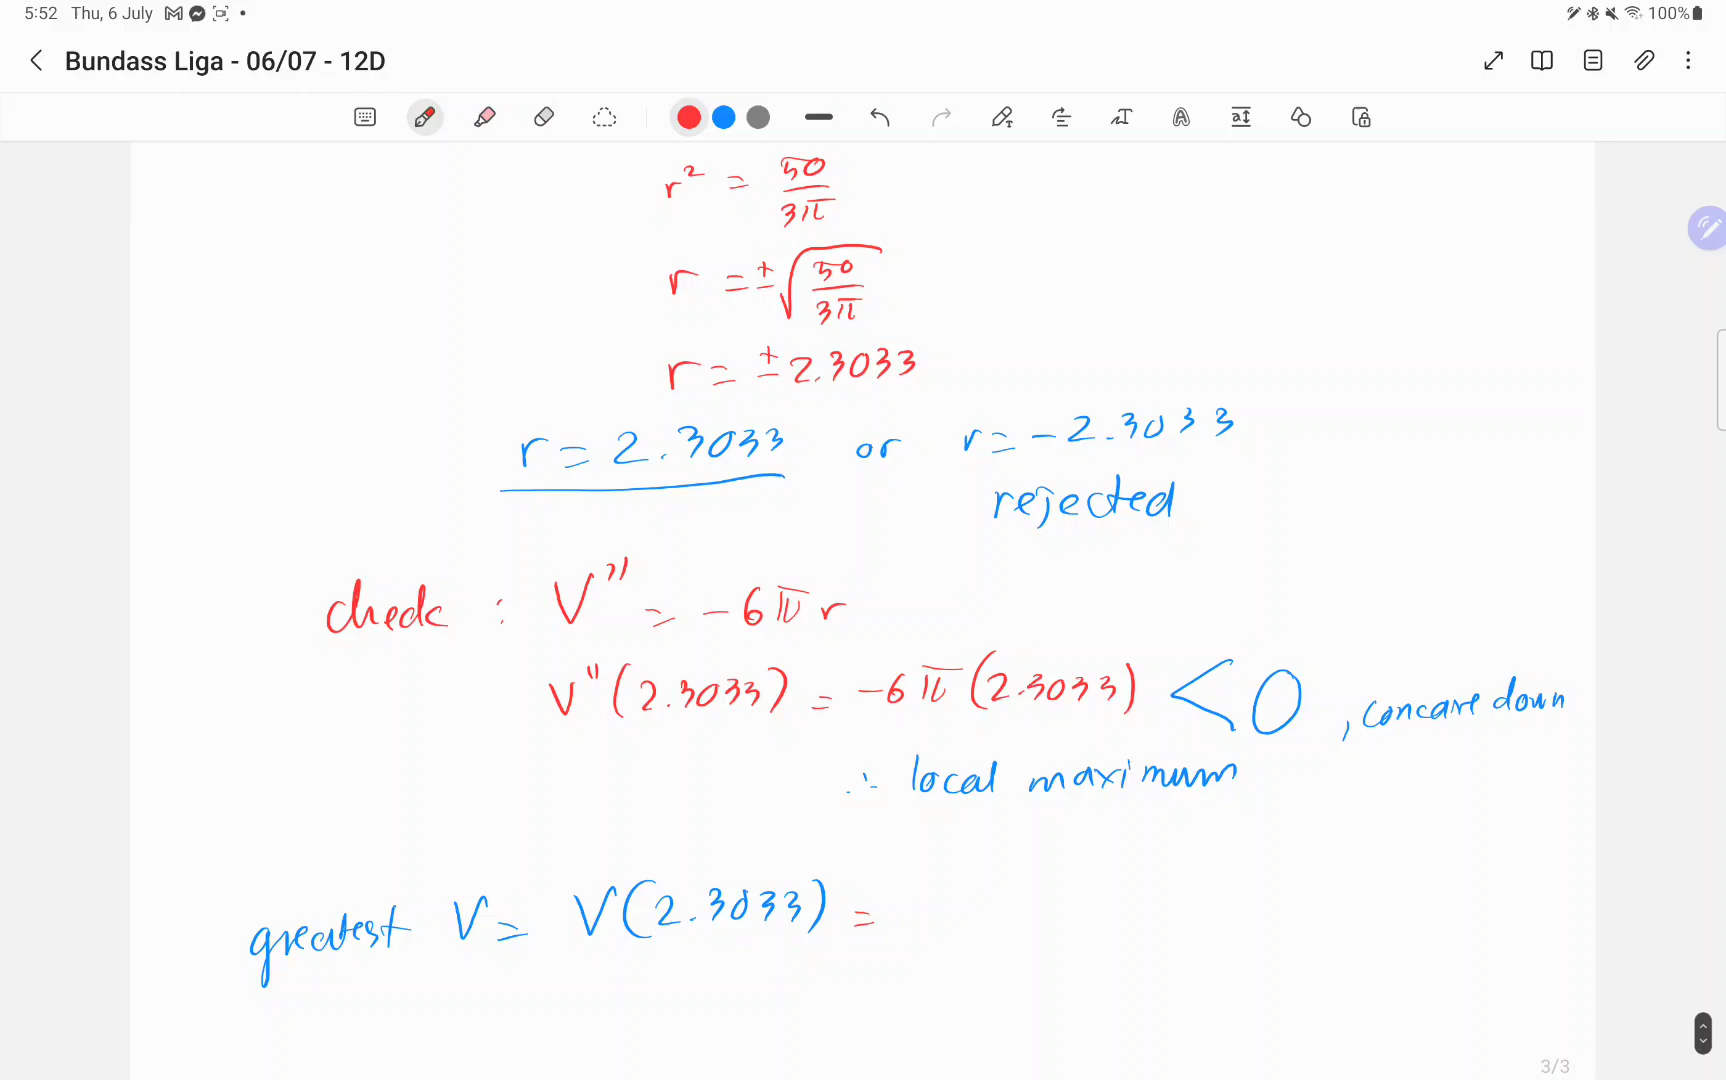 5:52 Thu, 6 July 100%
Bundass Liga - 06/07 - 12D
r² = 50/3π
r = ±√(50/3π)
r = ±2.3033
r = 2.3033 or r = -2.3033
rejected
check : V'' = -6πr
V''(2.3033) = -6π(2.3033) < 0 , concave down
∴ local maximum
greatest V = V(2.3033) =
3/3